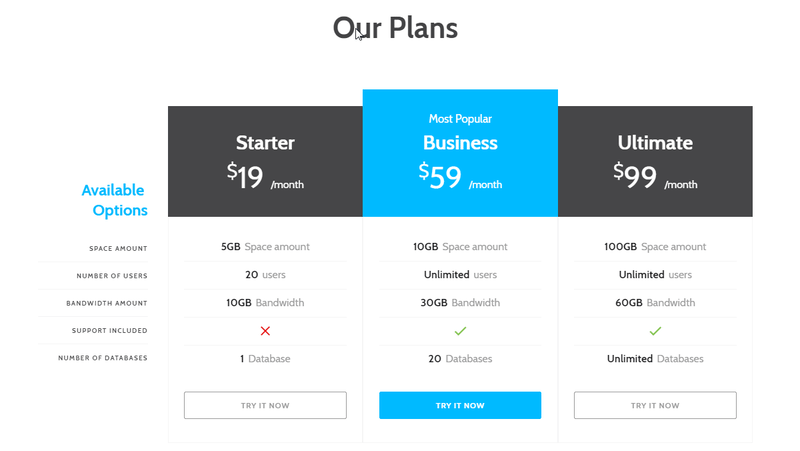 Our Plans
Available
Options
SPACE AMOUNT
NUMBER OF USERS
BANDWIDTH AMOUNT
SUPPORT INCLUDED
NUMBER OF DATABASES
Starter
$19 /month
5GB Space amount
20 users
10GB Bandwidth
1 Database
TRY IT NOW
Most Popular
Business
$59 /month
10GB Space amount
Unlimited users
30GB Bandwidth
20 Databases
TRY IT NOW
Ultimate
$99 /month
100GB Space amount
Unlimited users
60GB Bandwidth
Unlimited Databases
TRY IT NOW